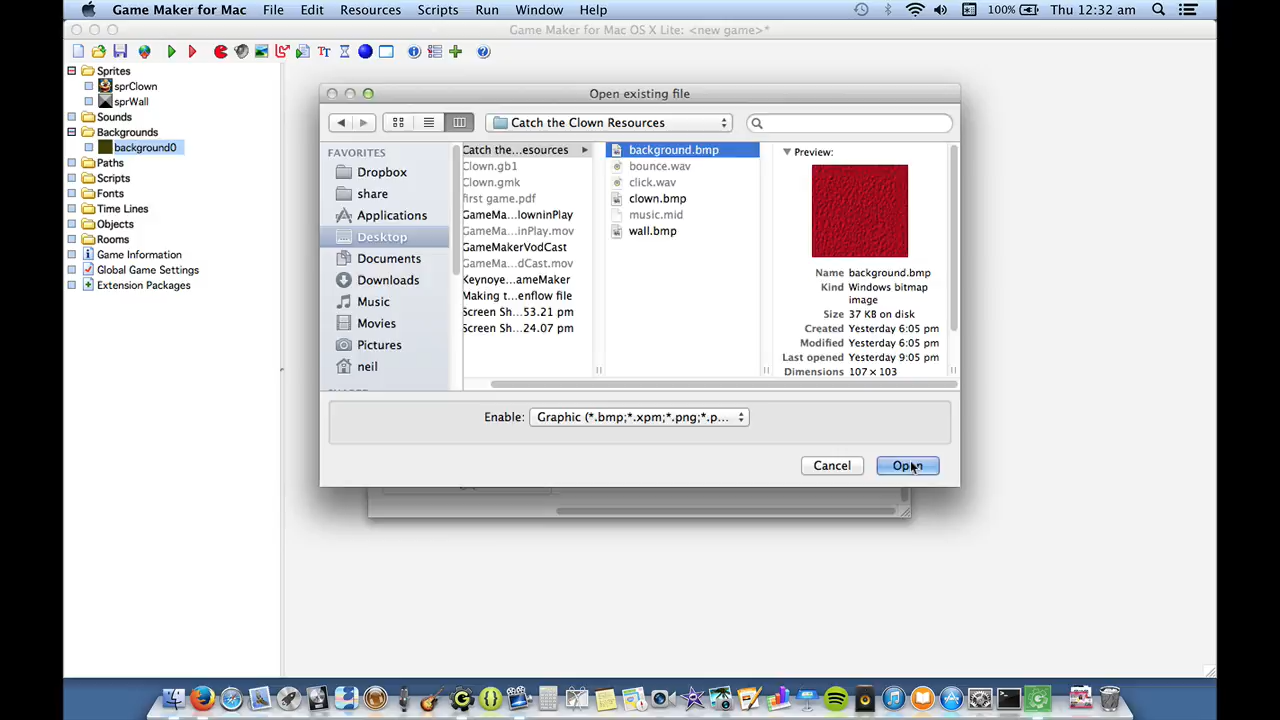 Game Maker for Mac File Edit Resources Scripts Run Window Help 100% Thu 12:32 am
Game Maker for Mac OS X Lite: <new game>*
Sprites
sprClown
sprWall
Sounds
Backgrounds
background0
Paths
Scripts
Fonts
Time Lines
Objects
Rooms
Game Information
Global Game Settings
Extension Packages
Open existing file
Catch the Clown Resources
FAVORITES
Dropbox
share
Applications
Desktop
Documents
Downloads
Music
Movies
Pictures
neil
Catch the...esources
Clown.gb1
Clown.gmk
first game.pdf
GameMa...lowninPlay
GameMa...inPlay.mov
GameMakerVodCast
GameMa...dCast.mov
Keynoye...ameMaker
Making t...enflow file
Screen Sh...53.21 pm
Screen Sh...24.07 pm
background.bmp
bounce.wav
click.wav
clown.bmp
music.mid
wall.bmp
Preview:
Name background.bmp
Kind Windows bitmap
image
Size 37 KB on disk
Created Yesterday 6:05 pm
Modified Yesterday 6:05 pm
Last opened Yesterday 9:05 pm
Dimensions 107 × 103
Enable: Graphic (*.bmp;*.xpm;*.png;*.p...
Cancel Open